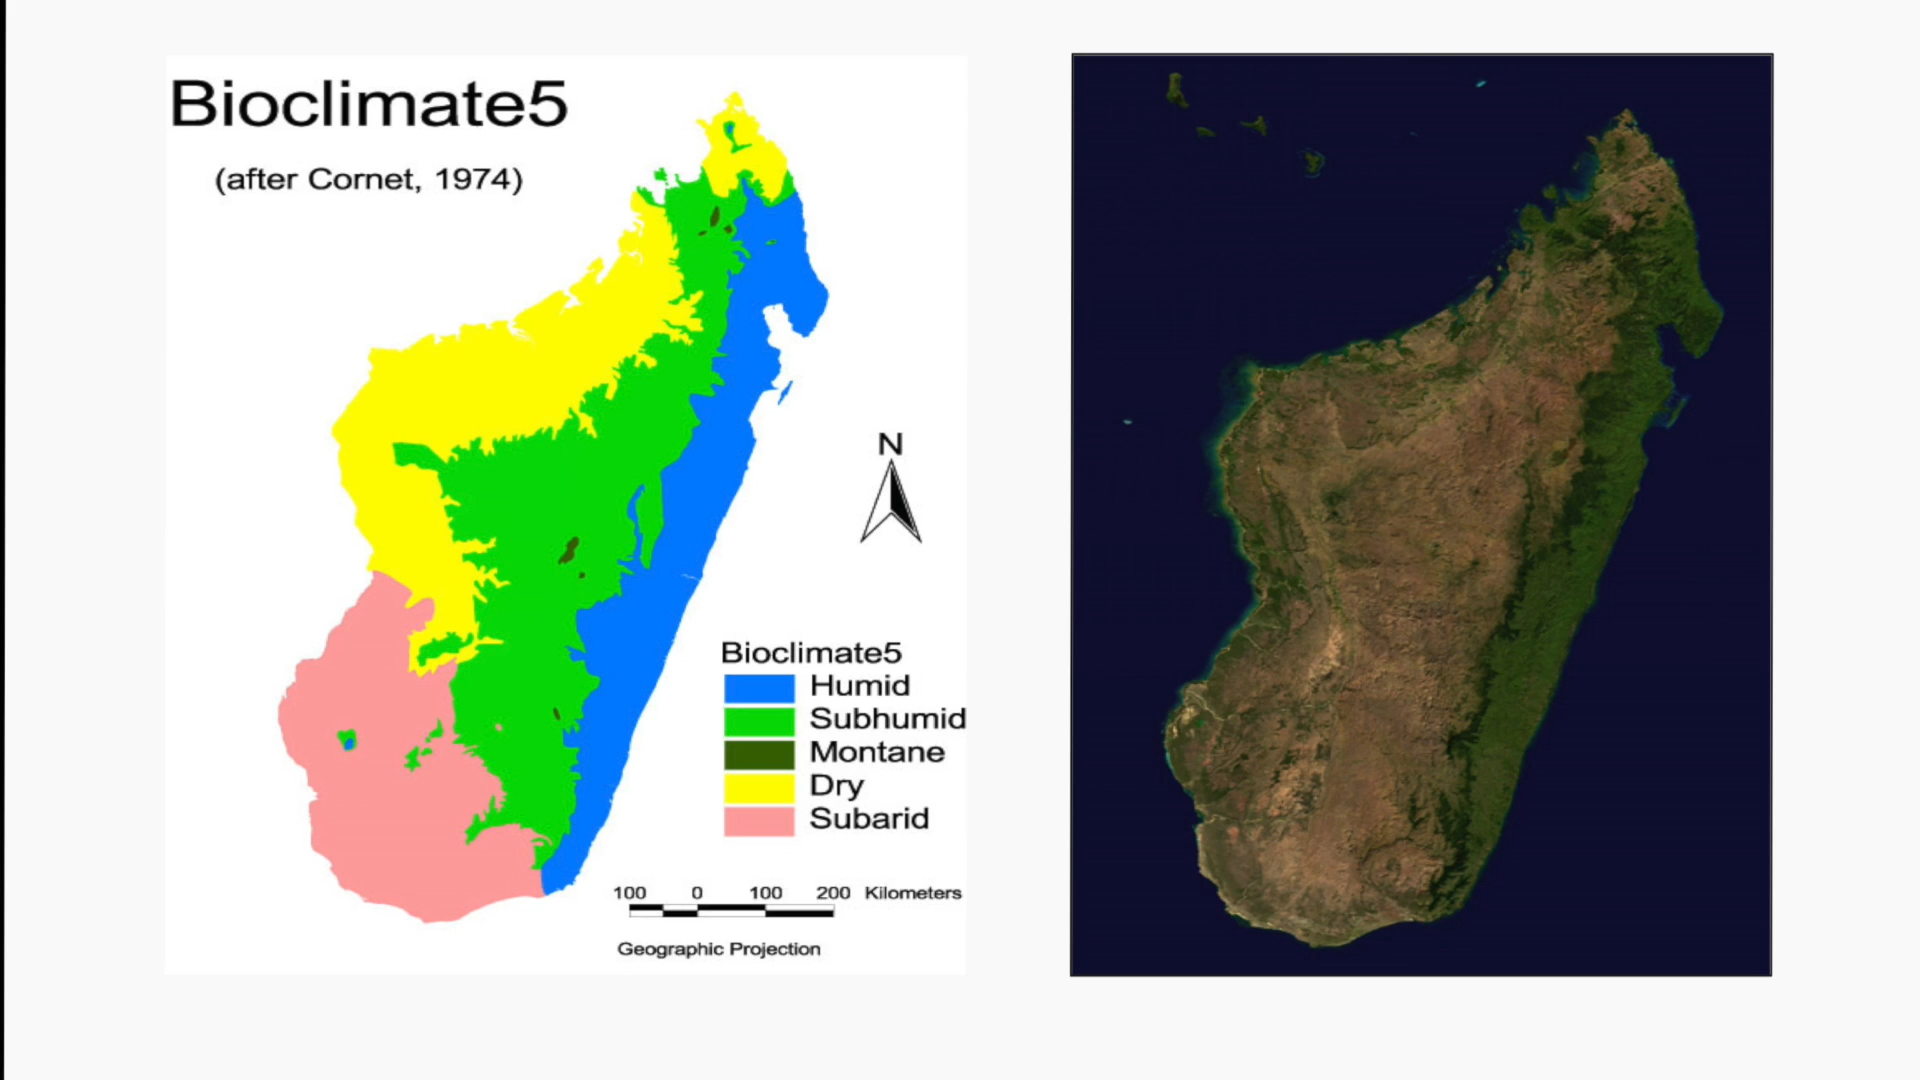 Bioclimate5
(after Cornet, 1974)
N
Bioclimate5
Humid
Subhumid
Montane
Dry
Subarid
100 0 100 200 Kilometers
Geographic Projection